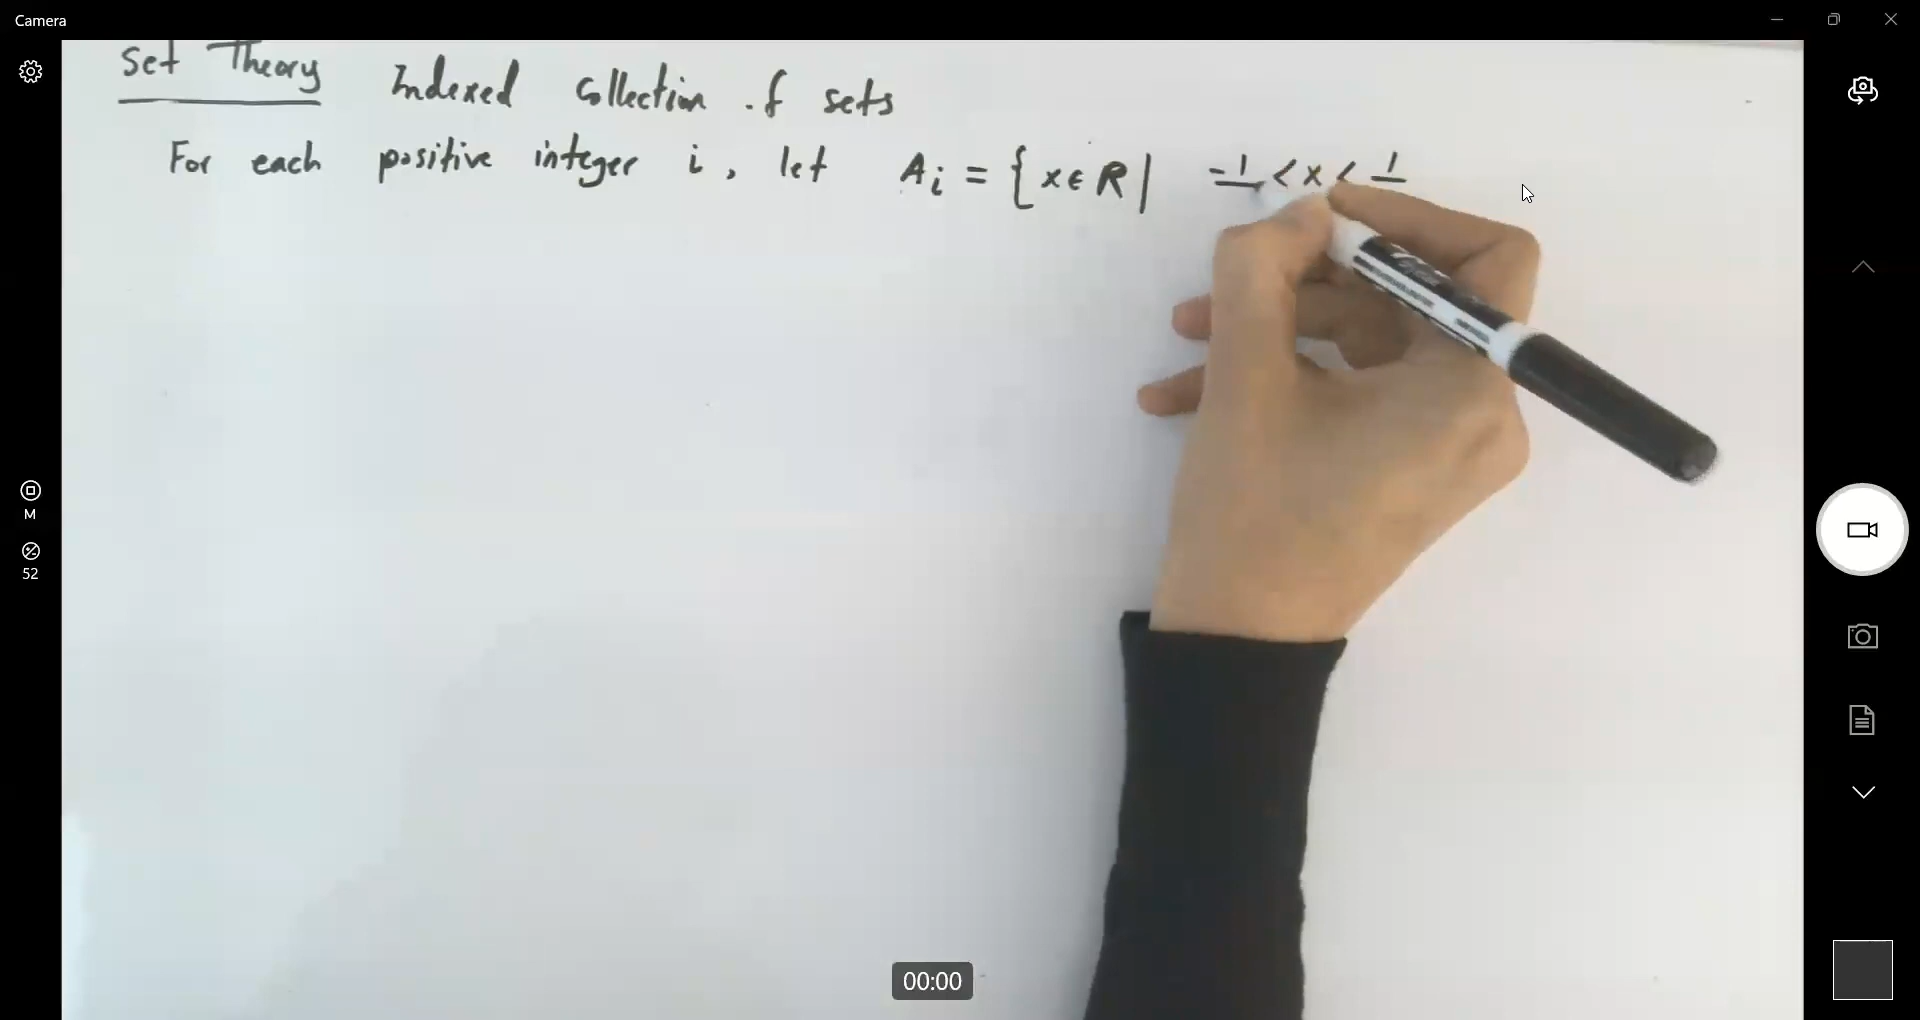 Camera
Set Theory Indexed Collection of sets
For each positive integer i, let Ai = {x∈R| -1 < x < 1
M
52
00:00